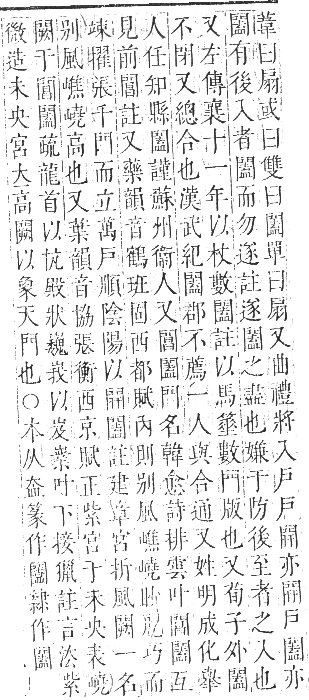 葦曰扇或曰雙曰闔單曰扇又曲禮將入戶戶開亦開戶闔亦
闔有後入者闔而勿遂註遂闔之盡也嫌于防後至者之入也
又左傳襄十一年以枚數闔註以馬檛數門版也又荀子外闔
不閉又總合也漢武紀闔郡不薦一人與合通又姓明成化舉
人任知縣闔謹蘇州衞人又閶闔門名韓愈詩排雲叶閶闔互
見前閶註又藥韻音鶴班固西都賦內則別風嶕嶢眇麗巧而
竦擢張千門而立萬戶順陰陽以開闔註建章宮折風闕一名
別風嶕嶢高也又葉韻音協張衡西京賦正紫宮于未央表嶢
闕于閶闔疏龍首以抗殿狀巍峩以岌嶪叶下接獵註言㳒紫
微造未央宮大高闕以象天門也○本从盍篆作闔隷作闔